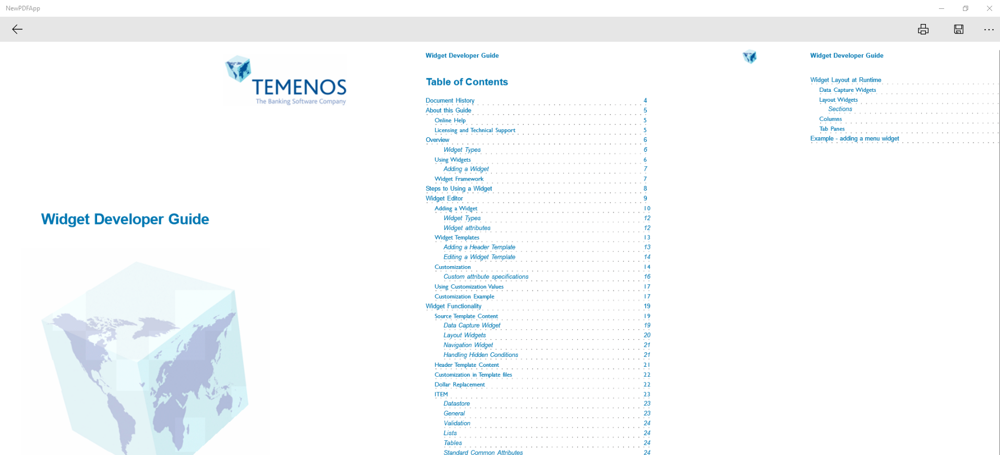 NewPDFApp
TEMENOS
The Banking Software Company
Widget Developer Guide
Widget Developer Guide
Table of Contents
Document History 4
About this Guide 5
Online Help 5
Licensing and Technical Support 5
Overview 6
Widget Types 6
Using Widgets 6
Adding a Widget 7
Widget Framework 7
Steps to Using a Widget 8
Widget Editor 9
Adding a Widget 10
Widget Types 12
Widget attributes 12
Widget Templates 13
Adding a Header Template 13
Editing a Widget Template 14
Customization 14
Custom attribute specifications 16
Using Customization Values 17
Customization Example 17
Widget Functionality 19
Source Template Content 19
Data Capture Widget 19
Layout Widgets 20
Navigation Widget 21
Handling Hidden Conditions 21
Header Template Content 21
Customization in Template files 22
Dollar Replacement 22
ITEM 23
Datastore 23
General 23
Validation 24
Lists 24
Tables 24
Standard Common Attributes 24
Widget Developer Guide
Widget Layout at Runtime
Data Capture Widgets
Layout Widgets
Sections
Columns
Tab Panes
Example - adding a menu widget